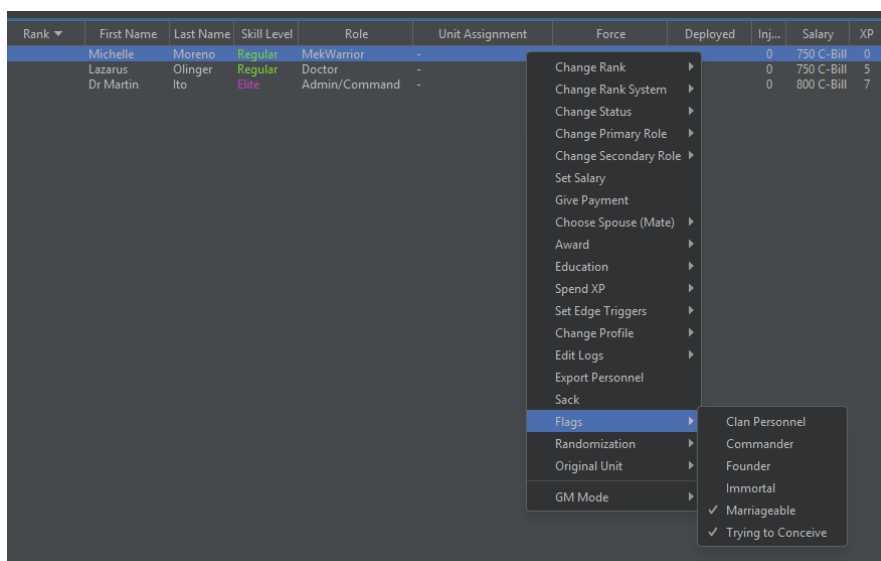 Rank First Name Last Name Skill Level Role Unit Assignment Force Deployed Inj... Salary XP
Michelle Moreno Regular MekWarrior - 0 750 C-Bill 0
Lazarus Olinger Regular Doctor - 0 750 C-Bill 5
Dr Martin Ito Elite Admin/Command - 0 800 C-Bill 7
Change Rank
Change Rank System
Change Status
Change Primary Role
Change Secondary Role
Set Salary
Give Payment
Choose Spouse (Mate)
Award
Education
Spend XP
Set Edge Triggers
Change Profile
Edit Logs
Export Personnel
Sack
Flags
Randomization
Original Unit
GM Mode
Clan Personnel
Commander
Founder
Immortal
Marriageable
Trying to Conceive